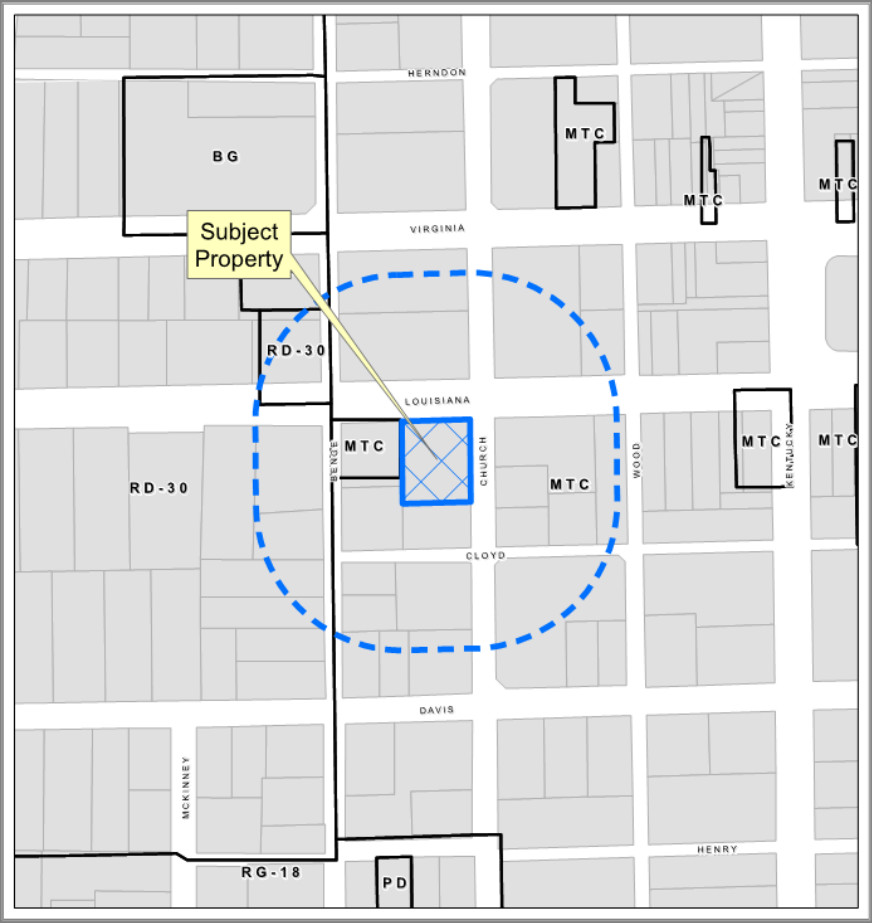 HERNDON
MTC
BG
MTC
MTC
VIRGINIA
Subject
Property
RD-30
LOUISIANA
MTC
BENGE
CHURCH
WOOD
MTC
KENTUCKY
MTC
RD-30
MTC
CLOYD
DAVIS
MCKINNEY
HENRY
RG-18
PD